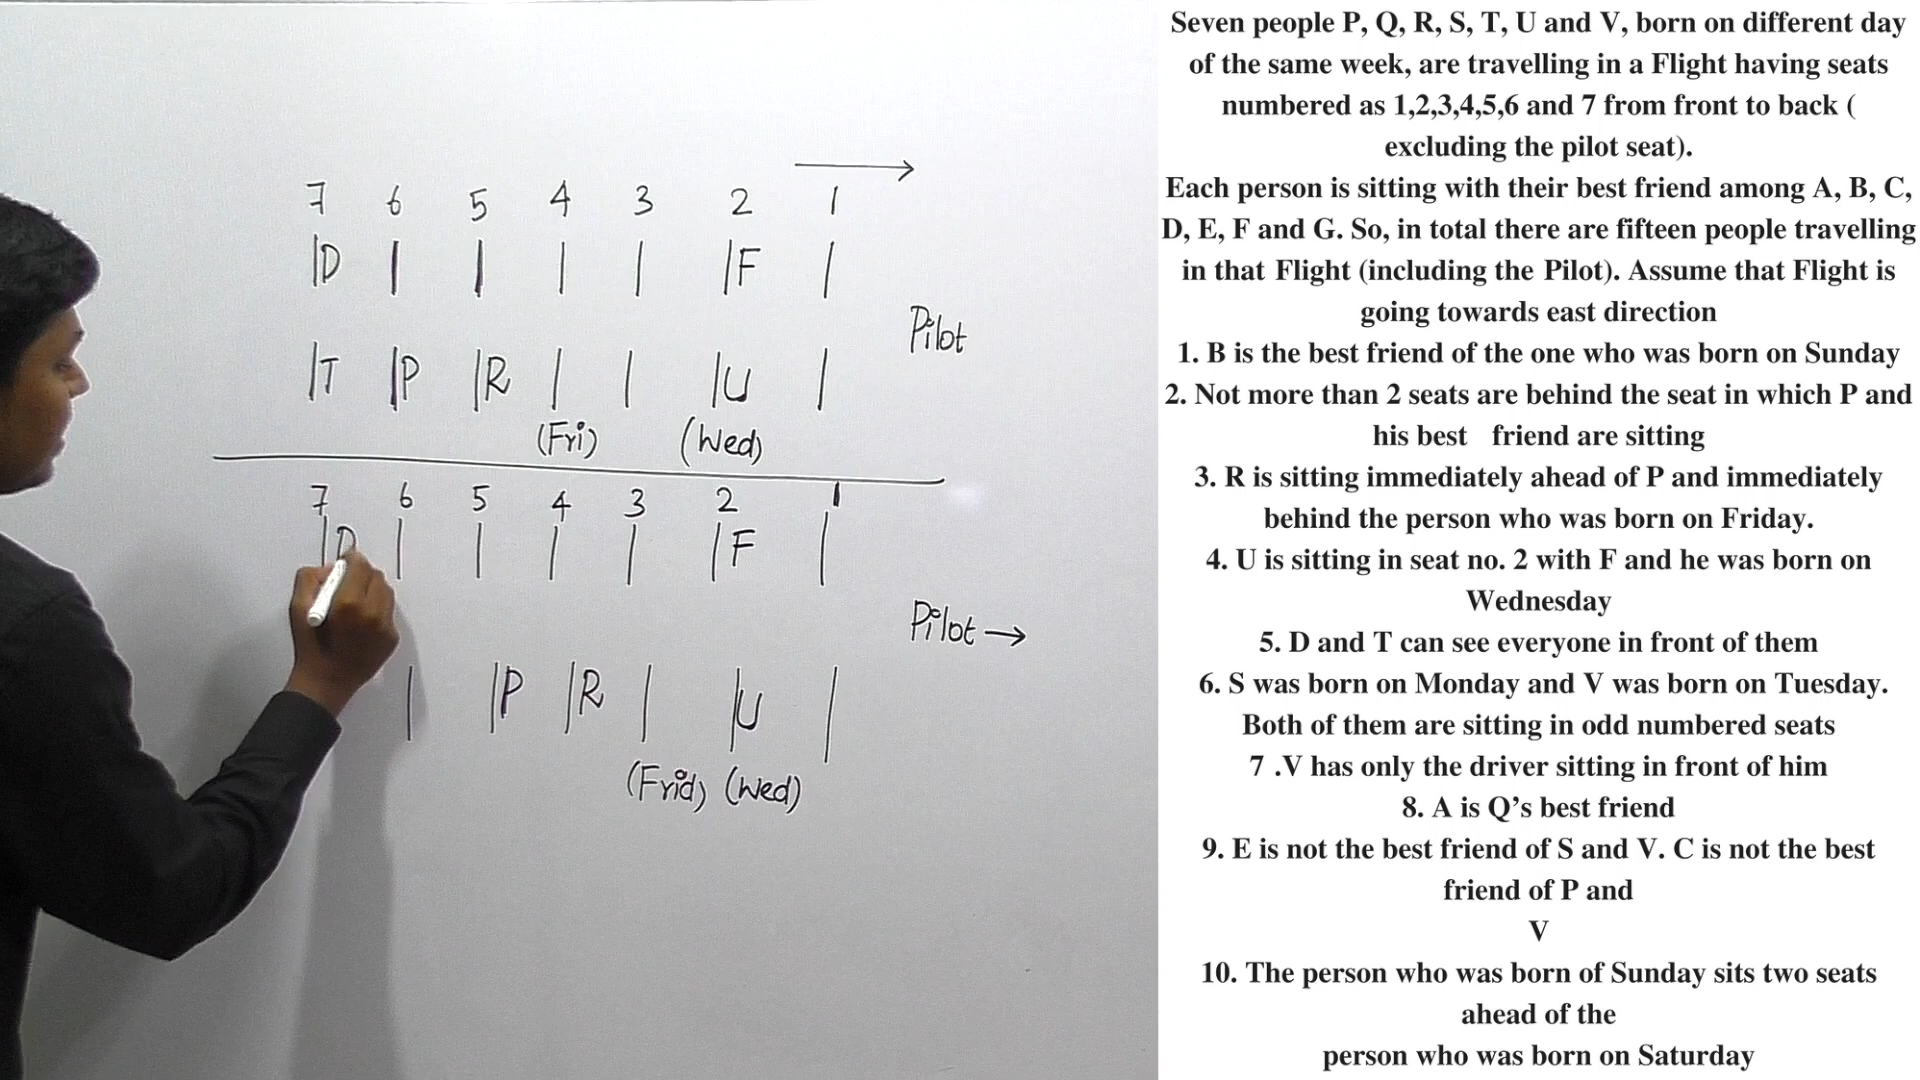 7 6 5 4 3 2 1
D F
Pilot
T P R U
(Fri) (Wed)
7 6 5 4 3 2 1
D F
Pilot
P R U
(Frid) (Wed)
Seven people P, Q, R, S, T, U and V, born on different day
of the same week, are travelling in a Flight having seats
numbered as 1,2,3,4,5,6 and 7 from front to back (
excluding the pilot seat).
Each person is sitting with their best friend among A, B, C,
D, E, F and G. So, in total there are fifteen people travelling
in that Flight (including the Pilot). Assume that Flight is
going towards east direction
1. B is the best friend of the one who was born on Sunday
2. Not more than 2 seats are behind the seat in which P and
his best friend are sitting
3. R is sitting immediately ahead of P and immediately
behind the person who was born on Friday.
4. U is sitting in seat no. 2 with F and he was born on
Wednesday
5. D and T can see everyone in front of them
6. S was born on Monday and V was born on Tuesday.
Both of them are sitting in odd numbered seats
7 .V has only the driver sitting in front of him
8. A is Q’s best friend
9. E is not the best friend of S and V. C is not the best
friend of P and
V
10. The person who was born of Sunday sits two seats
ahead of the
person who was born on Saturday